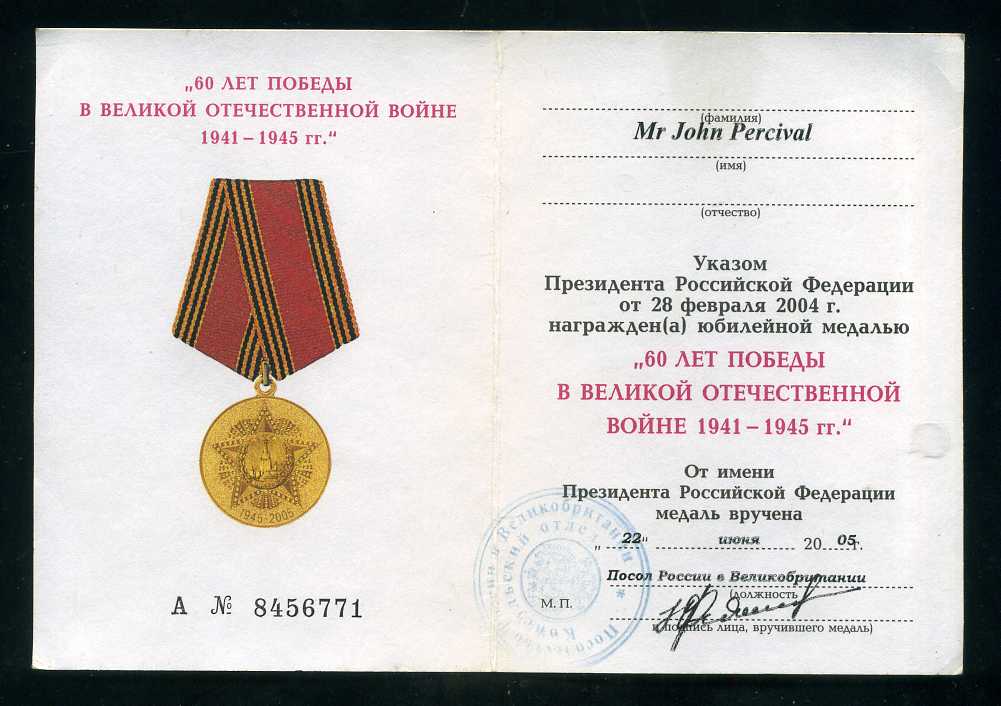 „60 ЛЕТ ПОБЕДЫ
В ВЕЛИКОЙ ОТЕЧЕСТВЕННОЙ ВОЙНЕ
1941 – 1945 гг.“
1945-2005
А № 8456771
(фамилия)
Mr John Percival
(имя)
(отчество)
Указом
Президента Российской Федерации
от 28 февраля 2004 г.
награжден(а) юбилейной медалью
„60 ЛЕТ ПОБЕДЫ
В ВЕЛИКОЙ ОТЕЧЕСТВЕННОЙ
ВОЙНЕ 1941 – 1945 гг.“
От имени
Президента Российской Федерации
медаль вручена
„ 22 “ июня 20 05 г.
Посол России в Великобритании
(должность
М.П.
и подпись лица, вручившего медаль)
в Великобритании